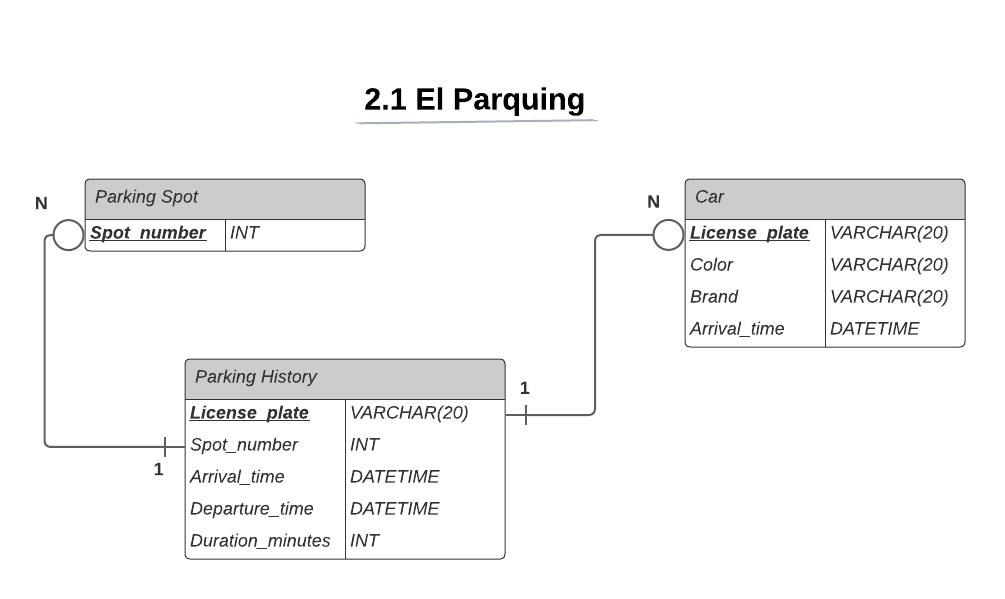 2.1 El Parquing
N
Parking Spot
Spot_number INT
N
Car
License_plate VARCHAR(20)
Color VARCHAR(20)
Brand VARCHAR(20)
Arrival_time DATETIME
Parking History
License_plate VARCHAR(20)
Spot_number INT
Arrival_time DATETIME
Departure_time DATETIME
Duration_minutes INT
1
1